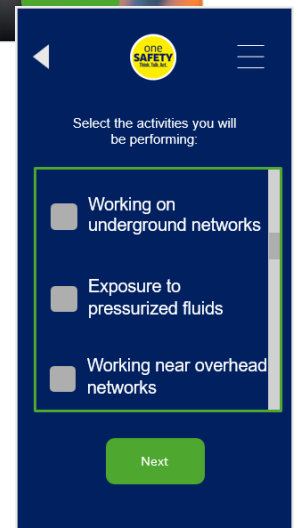 one
SAFETY
Think. Talk. Act.
Select the activities you will
be performing:
Working on
underground networks
Exposure to
pressurized fluids
Working near overhead
networks
Next